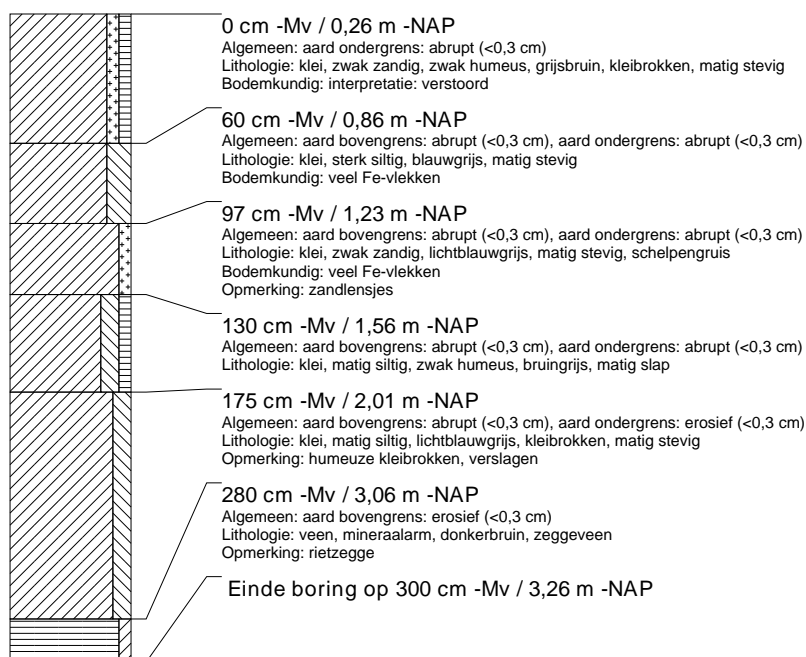 0 cm -Mv / 0,26 m -NAP
Algemeen: aard ondergrens: abrupt (<0,3 cm)
Lithologie: klei, zwak zandig, zwak humeus, grijsbruin, kleibrokken, matig stevig
Bodemkundig: interpretatie: verstoord
60 cm -Mv / 0,86 m -NAP
Algemeen: aard bovengrens: abrupt (<0,3 cm), aard ondergrens: abrupt (<0,3 cm)
Lithologie: klei, sterk siltig, blauwgrijs, matig stevig
Bodemkundig: veel Fe-vlekken
97 cm -Mv / 1,23 m -NAP
Algemeen: aard bovengrens: abrupt (<0,3 cm), aard ondergrens: abrupt (<0,3 cm)
Lithologie: klei, zwak zandig, lichtblauwgrijs, matig stevig, schelpengruis
Bodemkundig: veel Fe-vlekken
Opmerking: zandlensjes
130 cm -Mv / 1,56 m -NAP
Algemeen: aard bovengrens: abrupt (<0,3 cm), aard ondergrens: abrupt (<0,3 cm)
Lithologie: klei, matig siltig, zwak humeus, bruingrijs, matig slap
175 cm -Mv / 2,01 m -NAP
Algemeen: aard bovengrens: abrupt (<0,3 cm), aard ondergrens: erosief (<0,3 cm)
Lithologie: klei, matig siltig, lichtblauwgrijs, kleibrokken, matig stevig
Opmerking: humeuze kleibrokken, verslagen
280 cm -Mv / 3,06 m -NAP
Algemeen: aard bovengrens: erosief (<0,3 cm)
Lithologie: veen, mineraalarm, donkerbruin, zeggeveen
Opmerking: rietzegge
Einde boring op 300 cm -Mv / 3,26 m -NAP